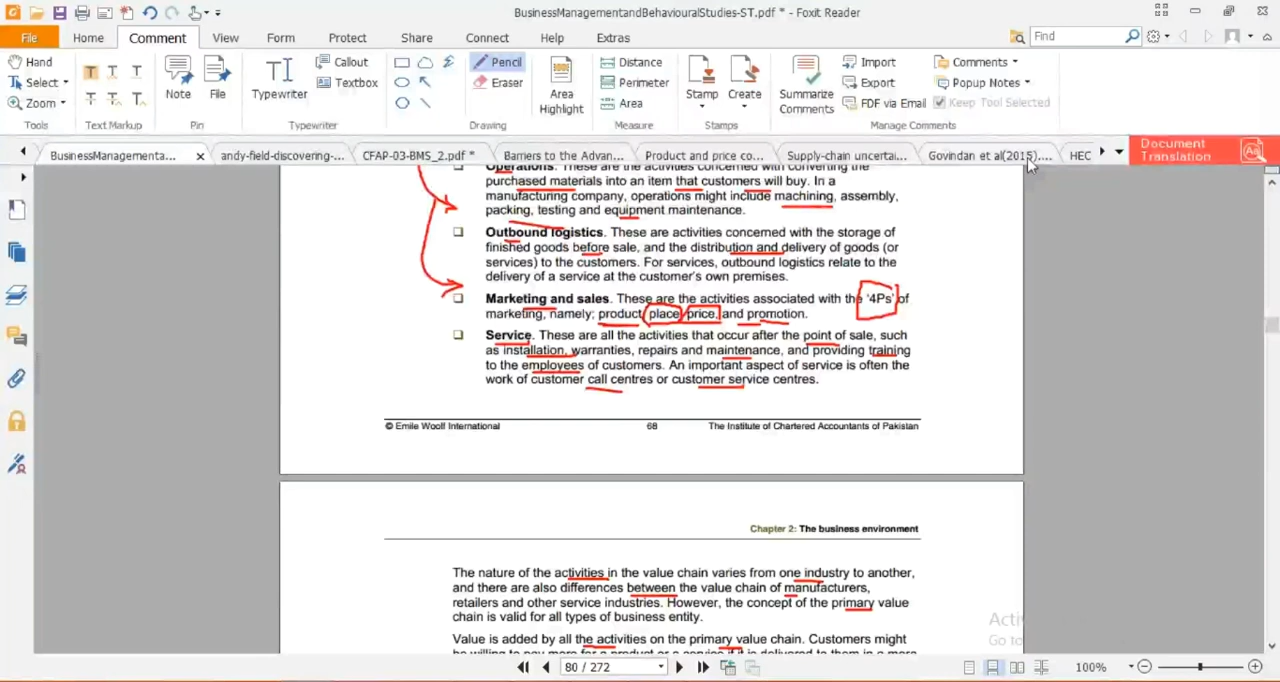 BusinessManagementandBehaviouralStudies-ST.pdf * - Foxit Reader
File Home Comment View Form Protect Share Connect Help Extras Find
Hand Callout Pencil Distance Import Comments
Select Textbox Eraser Perimeter Export Popup Notes
Zoom Note File Typewriter Area Highlight Area Stamp Create Summarize Comments FDF via Email Keep Tool Selected
Tools Text Markup Pin Typewriter Drawing Measure Stamps Manage Comments
BusinessManagementa... andy-field-discovering-... CFAP-03-BMS_2.pdf * Barriers to the Advan... Product and price co... Supply-chain uncertai... Govindan et al(2015).... HEC Document Translation
Operations. These are the activities concerned with converting the
purchased materials into an item that customers will buy. In a
manufacturing company, operations might include machining, assembly,
packing, testing and equipment maintenance.
Outbound logistics. These are activities concerned with the storage of
finished goods before sale, and the distribution and delivery of goods (or
services) to the customers. For services, outbound logistics relate to the
delivery of a service at the customer's own premises.
Marketing and sales. These are the activities associated with the '4Ps' of
marketing, namely; product, place, price, and promotion.
Service. These are all the activities that occur after the point of sale, such
as installation, warranties, repairs and maintenance, and providing training
to the employees of customers. An important aspect of service is often the
work of customer call centres or customer service centres.
© Emile Woolf International 68 The Institute of Chartered Accountants of Pakistan
Chapter 2: The business environment
The nature of the activities in the value chain varies from one industry to another,
and there are also differences between the value chain of manufacturers,
retailers and other service industries. However, the concept of the primary value
chain is valid for all types of business entity.
Value is added by all the activities on the primary value chain. Customers might
80 / 272 100%